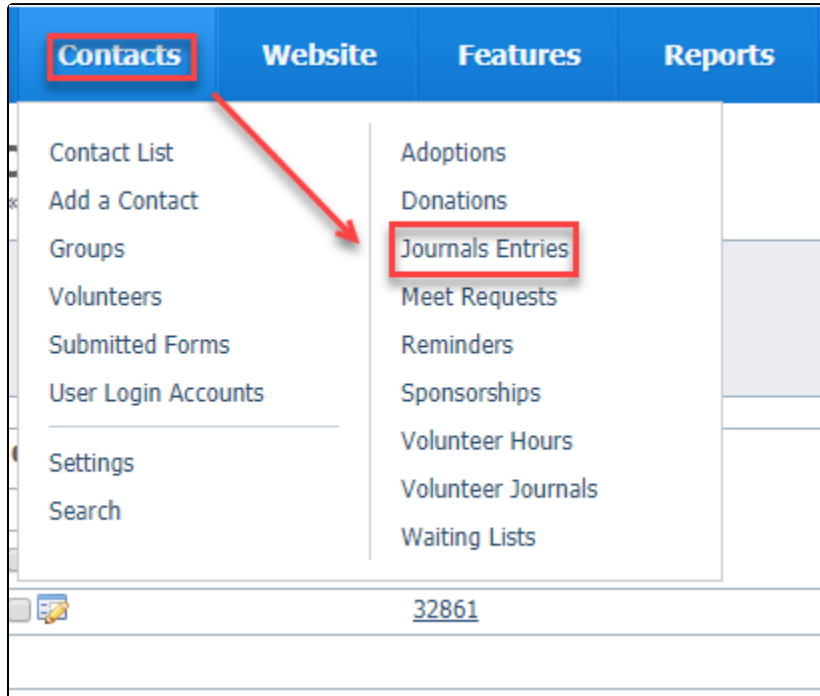 Contacts Website Features Reports
Contact List
Add a Contact
Groups
Volunteers
Submitted Forms
User Login Accounts
Settings
Search
Adoptions
Donations
Journals Entries
Meet Requests
Reminders
Sponsorships
Volunteer Hours
Volunteer Journals
Waiting Lists
32861